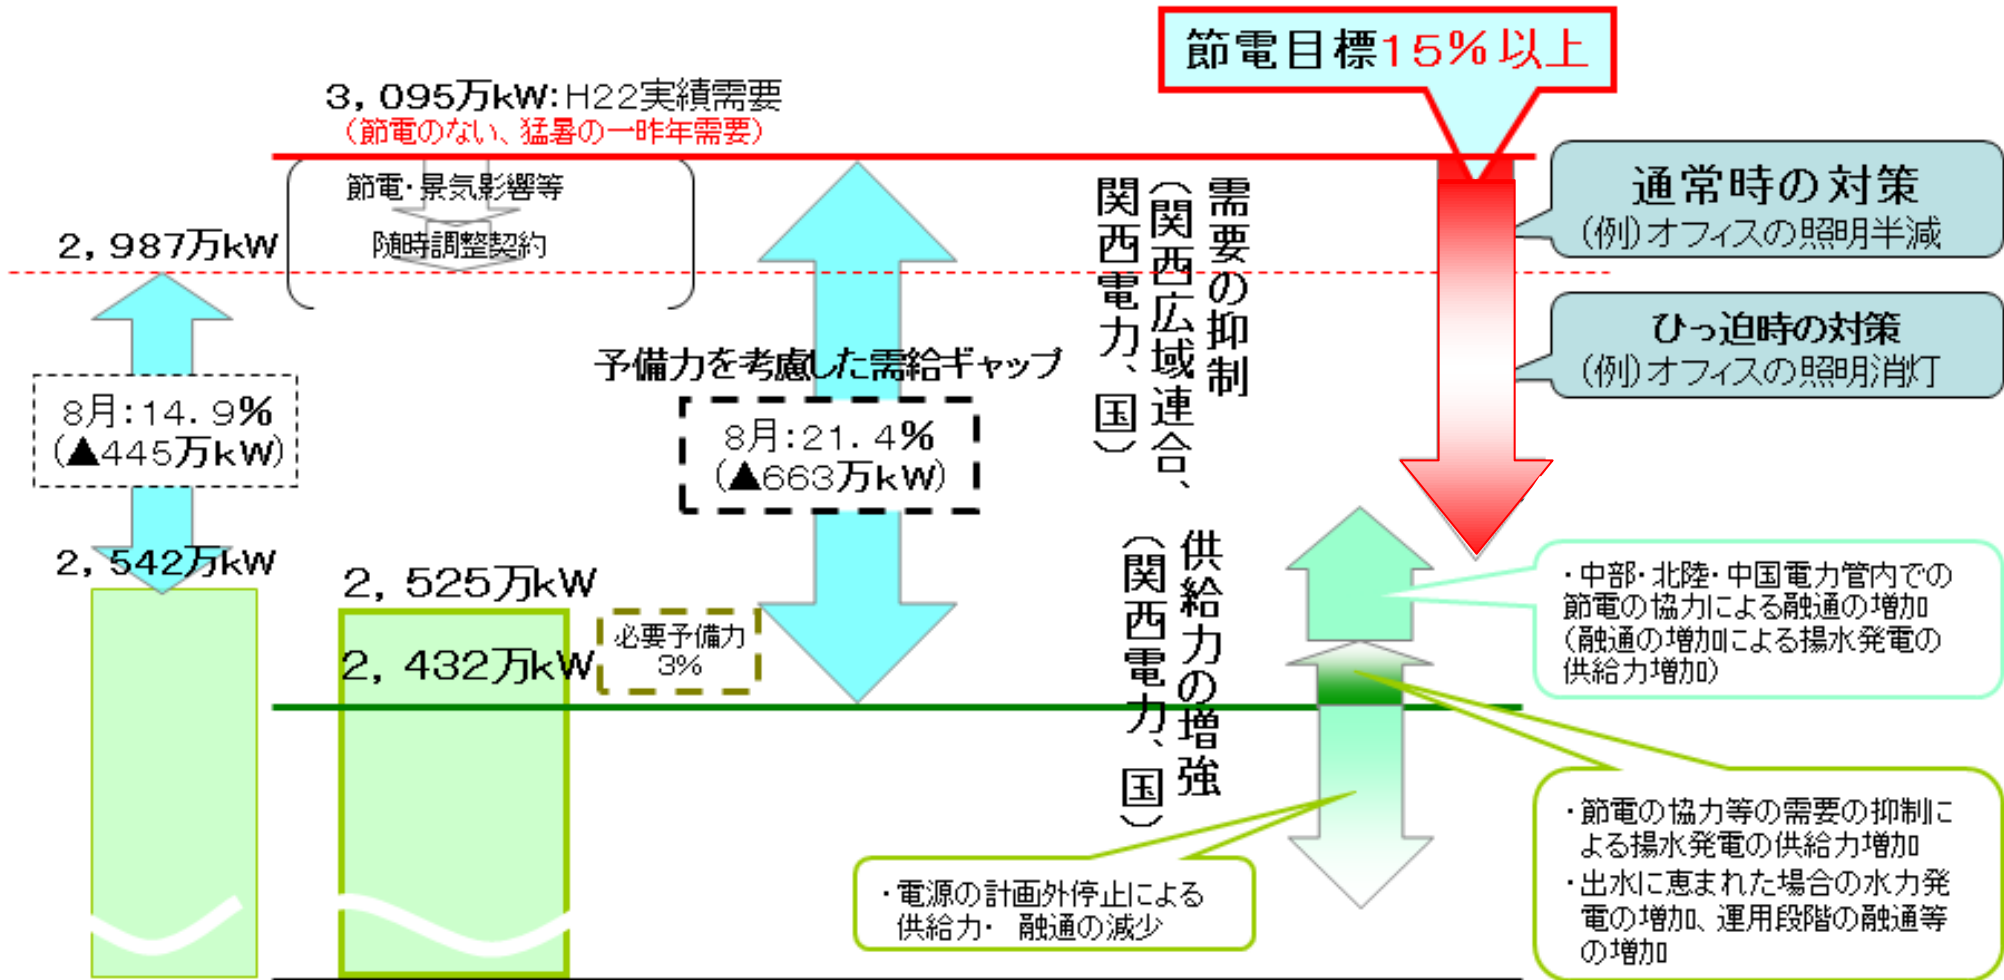 節電目標15％以上
3, 095万kW:H22実績需要
(節電のない、猛暑の一昨年需要)
節電・景気影響等
随時調整契約
2, 987万kW
8月:14. 9%
(▲445万kW)
2, 542万kW
2, 525万kW
2, 432万kW
必要予備力
3%
予備力を考慮した需給ギャップ
8月:21. 4%
(▲663万kW)
需要の抑制
(関西広域連合、
関西電力、国)
供給力の増強
(関西電力、国)
通常時の対策
(例)オフィスの照明半減
ひっ迫時の対策
(例)オフィスの照明消灯
・中部・北陸・中国電力管内での
節電の協力による融通の増加
(融通の増加による揚水発電の
供給力増加)
・節電の協力等の需要の抑制に
よる揚水発電の供給力増加
・出水に恵まれた場合の水力発
電の増加、運用段階の融通等
の増加
・電源の計画外停止による
供給力・ 融通の減少